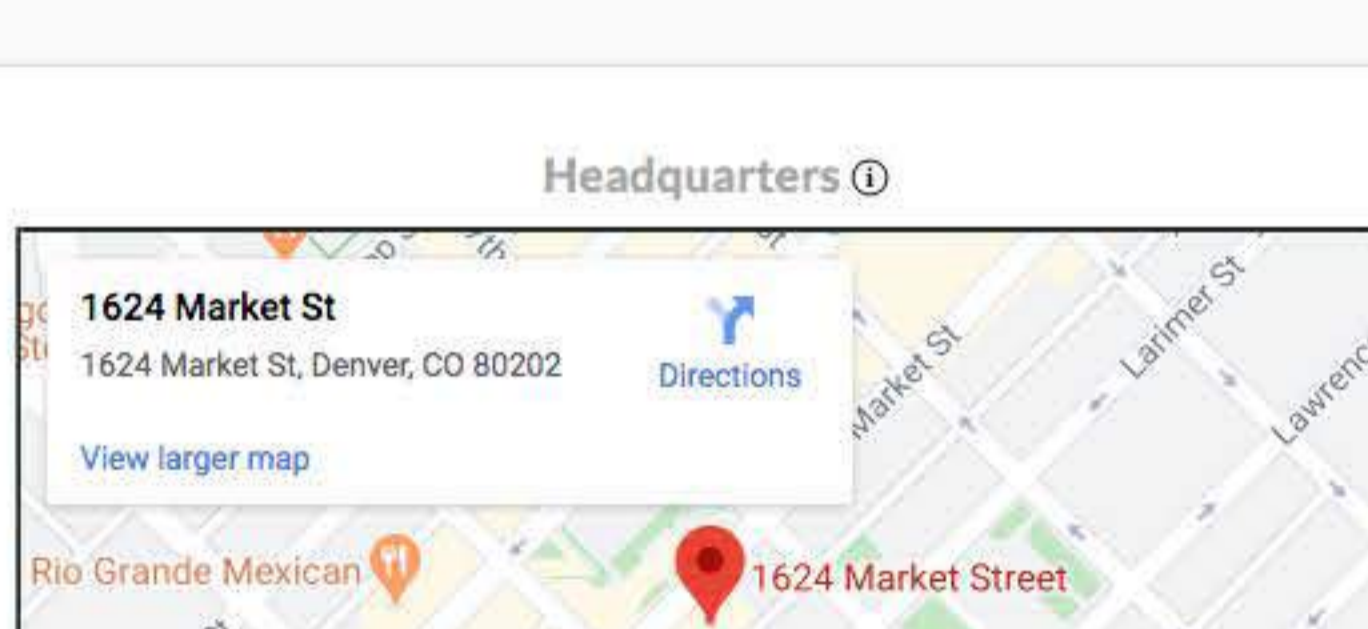 Headquarters
1624 Market St
1624 Market St, Denver, CO 80202
Directions
View larger map
Market St
Larimer St
Rio Grande Mexican
1624 Market Street